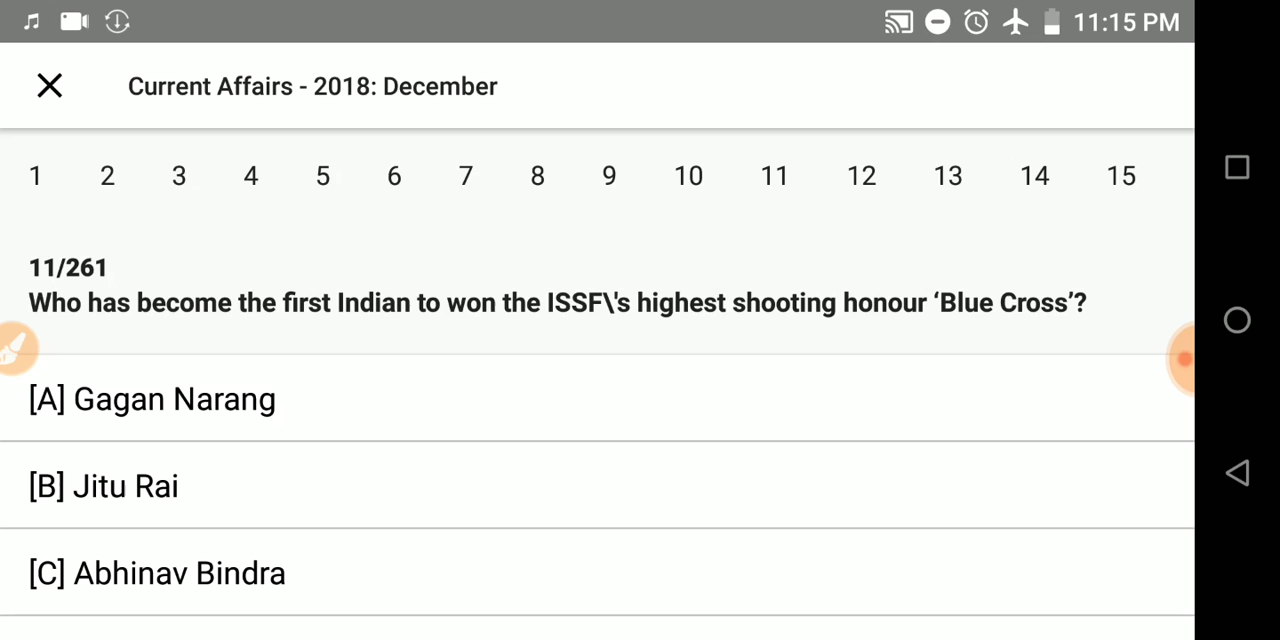 11:15 PM
Current Affairs - 2018: December
1 2 3 4 5 6 7 8 9 10 11 12 13 14 15
11/261
Who has become the first Indian to won the ISSF\'s highest shooting honour ‘Blue Cross’?
[A] Gagan Narang
[B] Jitu Rai
[C] Abhinav Bindra